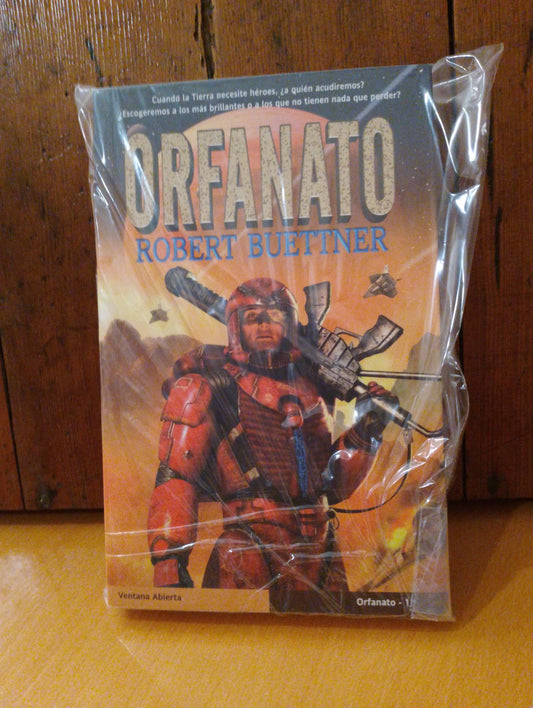 Cuando la Tierra necesite héroes, ¿a quién acudiremos?
¿Escogeremos a los más brillantes o a los que no tienen nada que perder?
ORFANATO
ROBERT BUETTNER
Ventana Abierta
Orfanato - 1